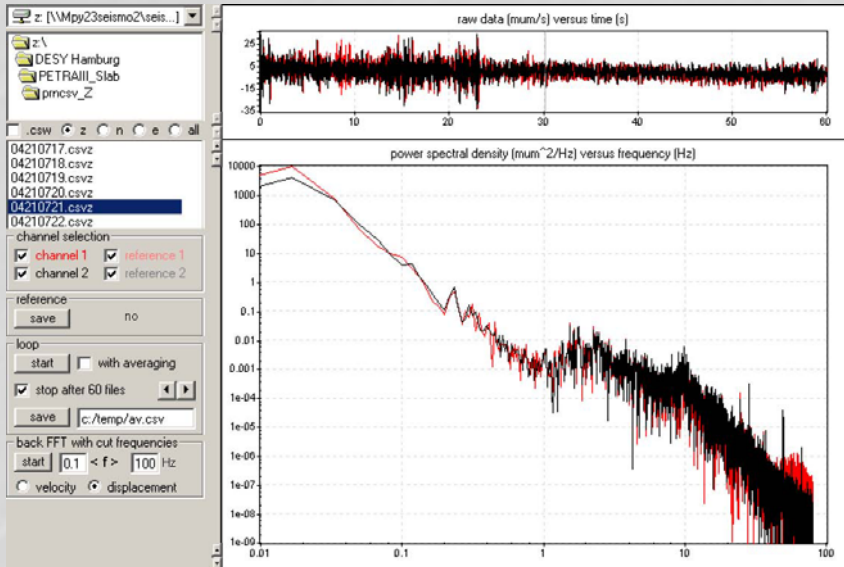 z: [\\Mpy23seismo2\seis...]
z:\
DESY Hamburg
PETRAIII_Slab
prncsv_Z
.csw z n e all
04210717.csvz
04210718.csvz
04210719.csvz
04210720.csvz
04210721.csvz
04210722.csvz
channel selection
channel 1 reference 1
channel 2 reference 2
reference
save no
loop
start with averaging
stop after 60 files
save c:/temp/av.csv
back FFT with cut frequencies
start 0.1 < f > 100 Hz
velocity displacement
raw data (mum/s) versus time (s)
25
5
-15
-35
0 10 20 30 40 50 60
power spectral density (mum^2/Hz) versus frequency (Hz)
10000
1000
100
10
1
0.1
0.01
0.001
1e-04
1e-05
1e-06
1e-07
1e-08
1e-09
0.01 0.1 1 10 100